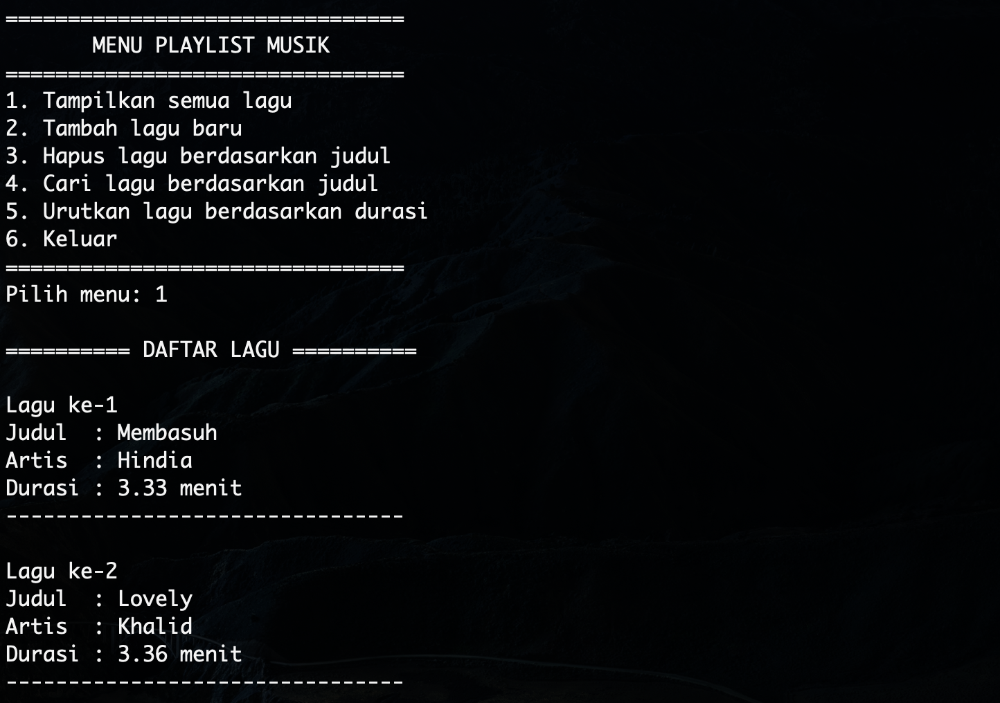 ================================
       MENU PLAYLIST MUSIK
================================
1. Tampilkan semua lagu
2. Tambah lagu baru
3. Hapus lagu berdasarkan judul
4. Cari lagu berdasarkan judul
5. Urutkan lagu berdasarkan durasi
6. Keluar
================================
Pilih menu: 1

========== DAFTAR LAGU ==========

Lagu ke-1
Judul  : Membasuh
Artis  : Hindia
Durasi : 3.33 menit
--------------------------------

Lagu ke-2
Judul  : Lovely
Artis  : Khalid
Durasi : 3.36 menit
--------------------------------